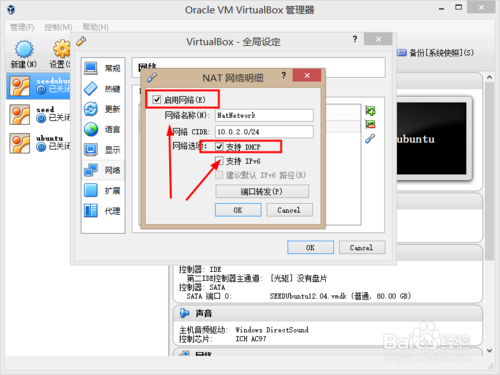 Oracle VM VirtualBox 管理器
管理(F) 控制(M) 帮助(H)
新建(N) 设置(S)
备份[系统快照](S)
seedubu
已关闭
seed
已关闭
ubuntu
已关闭
ubuntu
VirtualBox - 全局设定
常规
热键
更新
语言
显示
网络
扩展
代理
网络
NAT 网络明细
启用网络(E)
网络名称(N): NatNetwork
网络 CIDR: 10.0.2.0/24
网络选项: 支持 DHCP
支持 IPv6
建议默认 IPv6 路径(R)
端口转发(P)
OK Cancel
OK Cancel
控制器: IDE
第二IDE控制器主通道: [光驱] 没有盘片
控制器: SATA
SATA 端口 0: SEEDUbuntu12.04.vmdk (普通, 80.00 GB)
声音
主机音频驱动: Windows DirectSound
控制芯片: ICH AC97
网络
Baidu 经验
jingyan.baidu.com